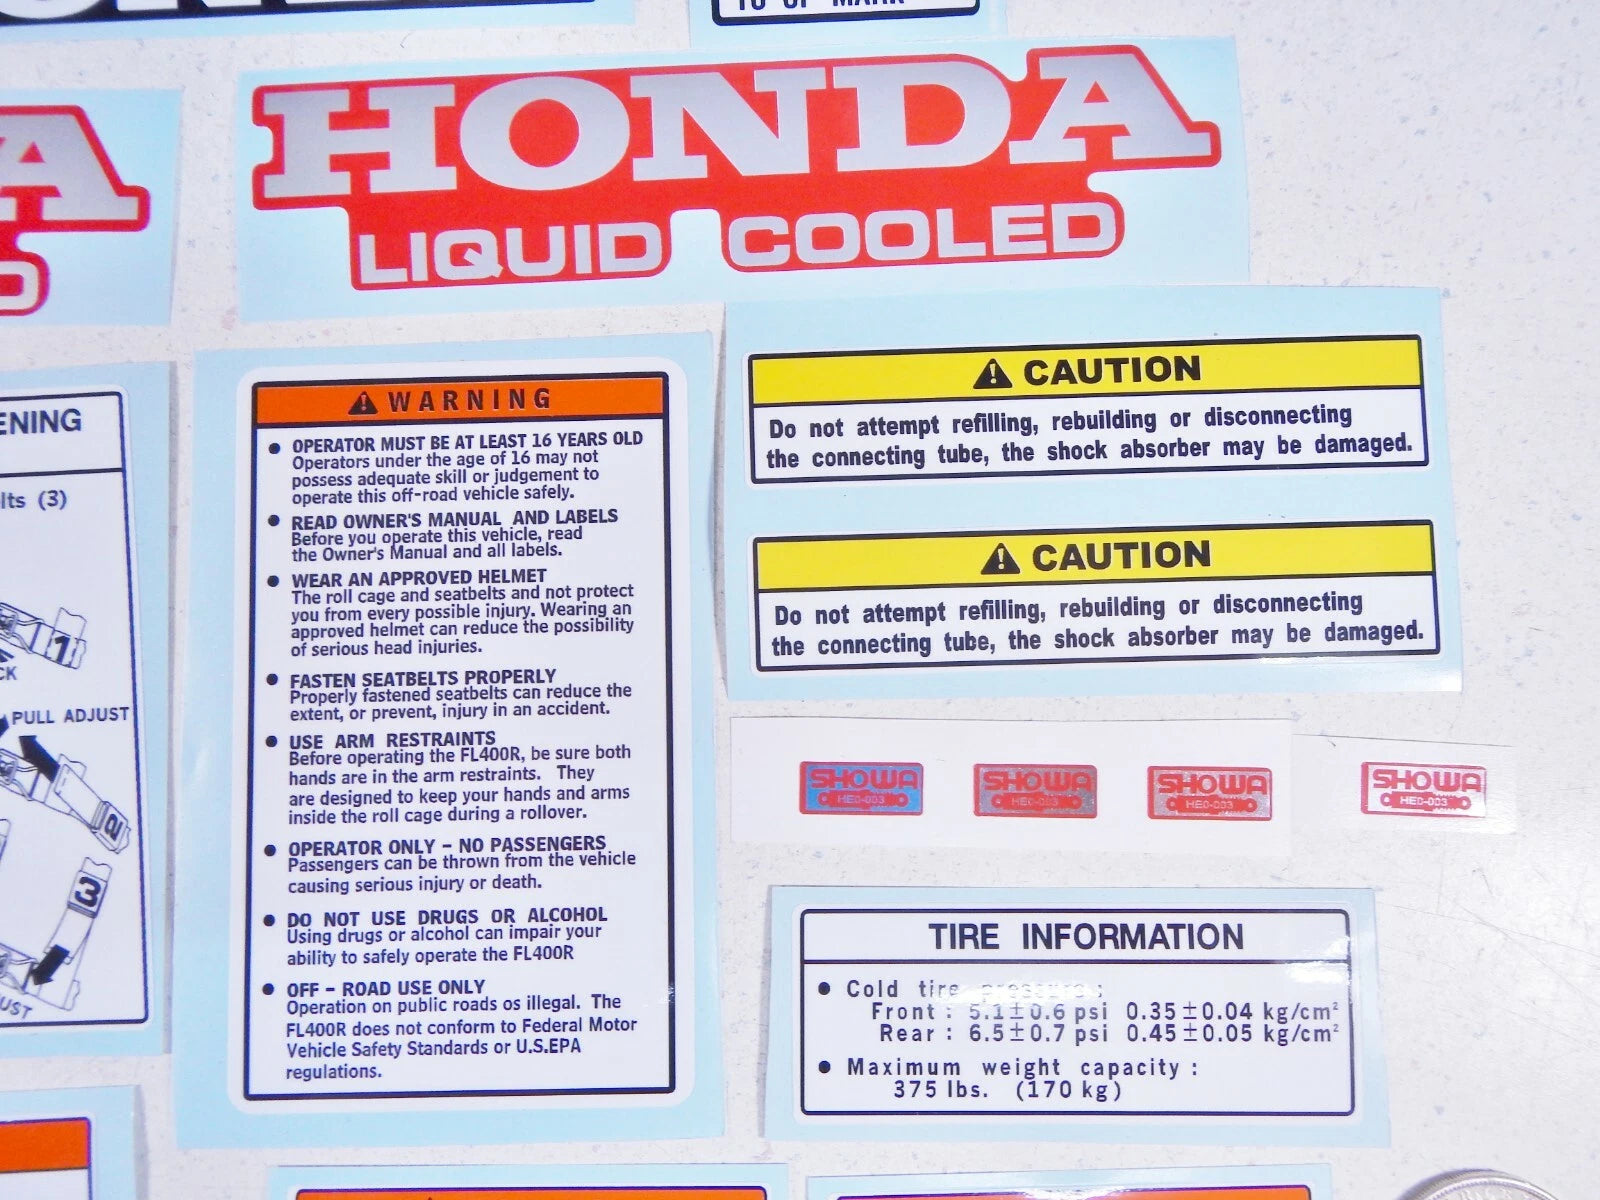 TO UP MARK
HONDA
LIQUID COOLED
A
D
ENING
lts (3)
1
CK
PULL ADJUST
2
3
UST
WARNING
● OPERATOR MUST BE AT LEAST 16 YEARS OLD
Operators under the age of 16 may not
possess adequate skill or judgement to
operate this off-road vehicle safely.
● READ OWNER'S MANUAL AND LABELS
Before you operate this vehicle, read
the Owner's Manual and all labels.
● WEAR AN APPROVED HELMET
The roll cage and seatbelts and not protect
you from every possible injury. Wearing an
approved helmet can reduce the possibility
of serious head injuries.
● FASTEN SEATBELTS PROPERLY
Properly fastened seatbelts can reduce the
extent, or prevent, injury in an accident.
● USE ARM RESTRAINTS
Before operating the FL400R, be sure both
hands are in the arm restraints. They
are designed to keep your hands and arms
inside the roll cage during a rollover.
● OPERATOR ONLY - NO PASSENGERS
Passengers can be thrown from the vehicle
causing serious injury or death.
● DO NOT USE DRUGS OR ALCOHOL
Using drugs or alcohol can impair your
ability to safely operate the FL400R
● OFF - ROAD USE ONLY
Operation on public roads os illegal. The
FL400R does not conform to Federal Motor
Vehicle Safety Standards or U.S.EPA
regulations.
CAUTION
Do not attempt refilling, rebuilding or disconnecting
the connecting tube, the shock absorber may be damaged.
CAUTION
Do not attempt refilling, rebuilding or disconnecting
the connecting tube, the shock absorber may be damaged.
SHOWA
HE0-003
SHOWA
HE0-003
SHOWA
HE0-003
SHOWA
HE0-003
TIRE INFORMATION
● Cold tire pressure:
Front : 5.1±0.6 psi 0.35±0.04 kg/cm²
Rear : 6.5±0.7 psi 0.45±0.05 kg/cm²
● Maximum weight capacity :
375 lbs. (170 kg)